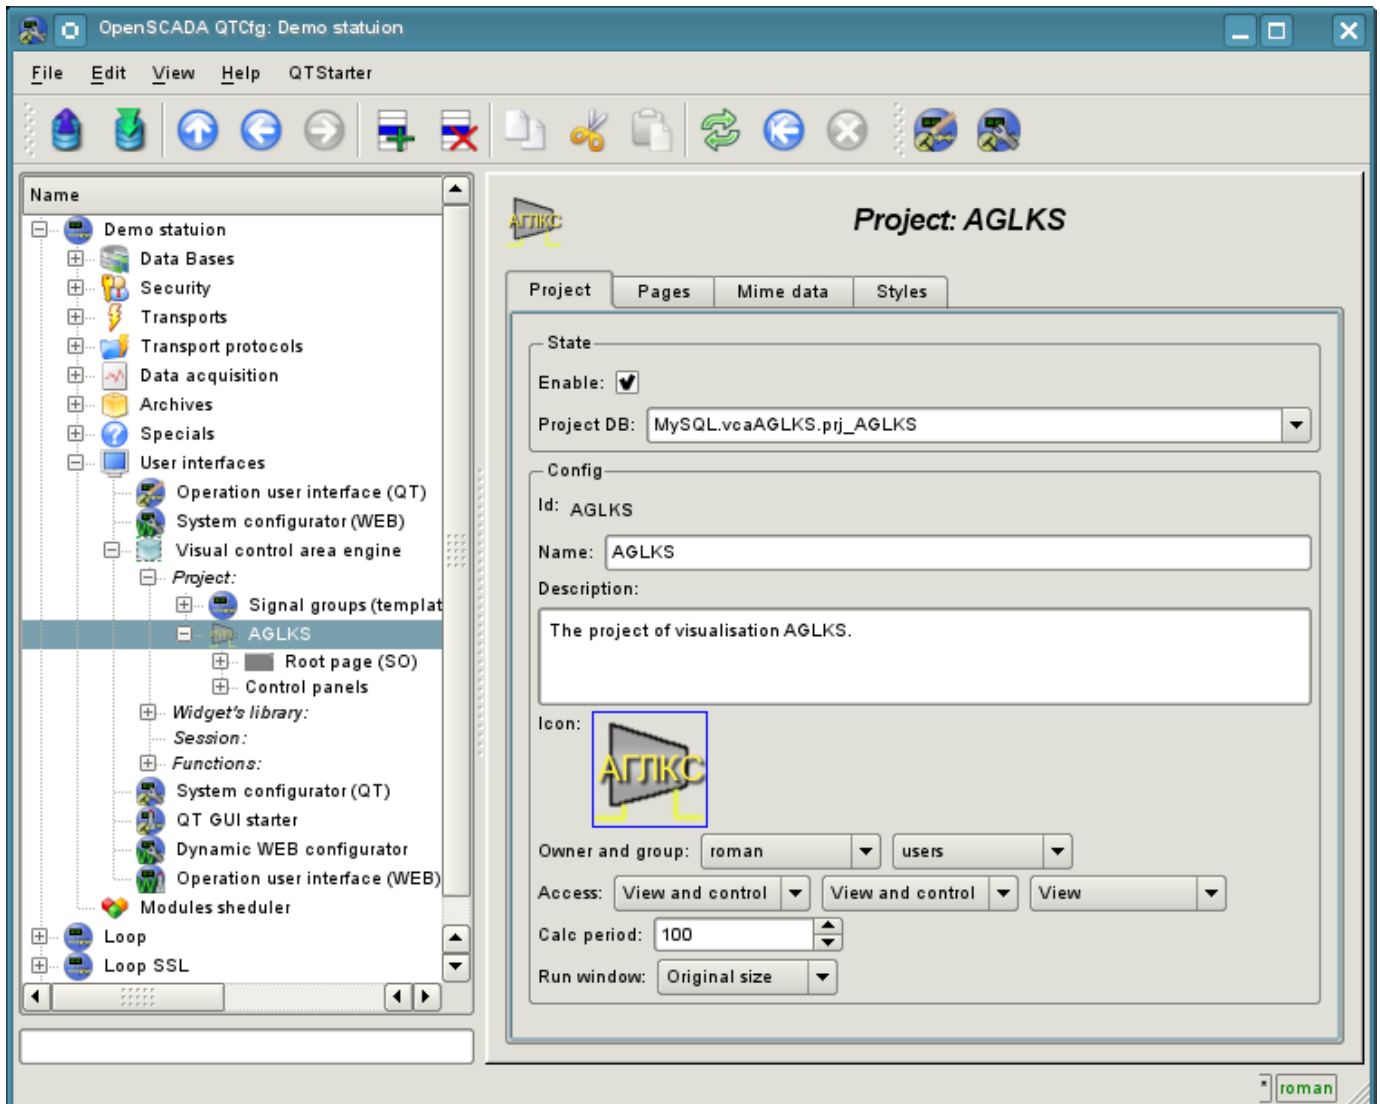 OpenSCADA QTCfg: Demo statuion
File Edit View Help QTStarter
Name
Demo statuion
Data Bases
Security
Transports
Transport protocols
Data acquisition
Archives
Specials
User interfaces
Operation user interface (QT)
System configurator (WEB)
Visual control area engine
Project:
Signal groups (templat
AGLKS
Root page (SO)
Control panels
Widget's library:
Session:
Functions:
System configurator (QT)
QT GUI starter
Dynamic WEB configurator
Operation user interface (WEB)
Modules sheduler
Loop
Loop SSL
АГЛКС
Project: AGLKS
Project Pages Mime data Styles
State
Enable:
Project DB: MySQL.vcaAGLKS.prj_AGLKS
Config
Id: AGLKS
Name: AGLKS
Description:
The project of visualisation AGLKS.
Icon:
АГЛКС
Owner and group: roman users
Access: View and control View and control View
Calc period: 100
Run window: Original size
* roman